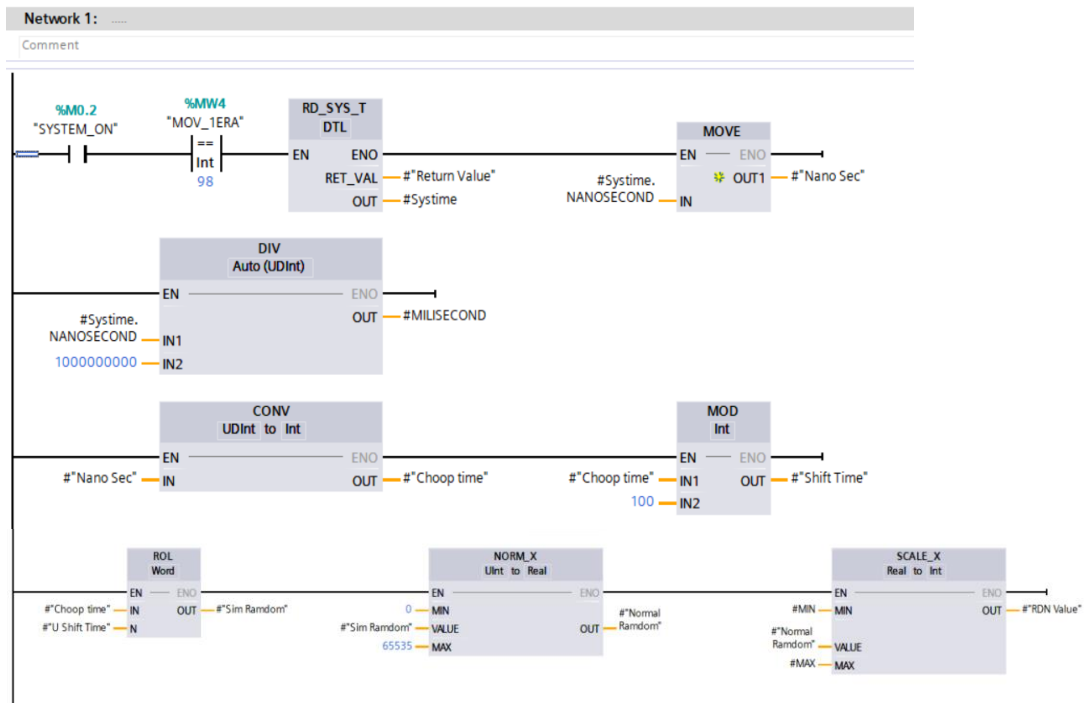 Network 1: .....
Comment
%M0.2
"SYSTEM_ON"
%MW4
"MOV_1ERA"
==
Int
98
RD_SYS_T
DTL
EN ENO
RET_VAL #"Return Value"
OUT #Systime
MOVE
EN ENO
#Systime.
NANOSECOND IN
OUT1 #"Nano Sec"
DIV
Auto (UDInt)
EN ENO
#Systime.
NANOSECOND IN1
1000000000 IN2
OUT #MILISECOND
CONV
UDInt to Int
EN ENO
#"Nano Sec" IN
OUT #"Choop time"
MOD
Int
EN ENO
#"Choop time" IN1
OUT #"Shift Time"
100 IN2
ROL
Word
EN ENO
#"Choop time" IN
OUT #"Sim Ramdom"
#"U Shift Time" N
NORM_X
UInt to Real
EN ENO
0 MIN
#"Sim Ramdom" VALUE
65535 MAX
OUT #"Normal
Ramdom"
SCALE_X
Real to Int
EN ENO
#MIN MIN
OUT #"RDN Value"
#"Normal
Ramdom" VALUE
#MAX MAX